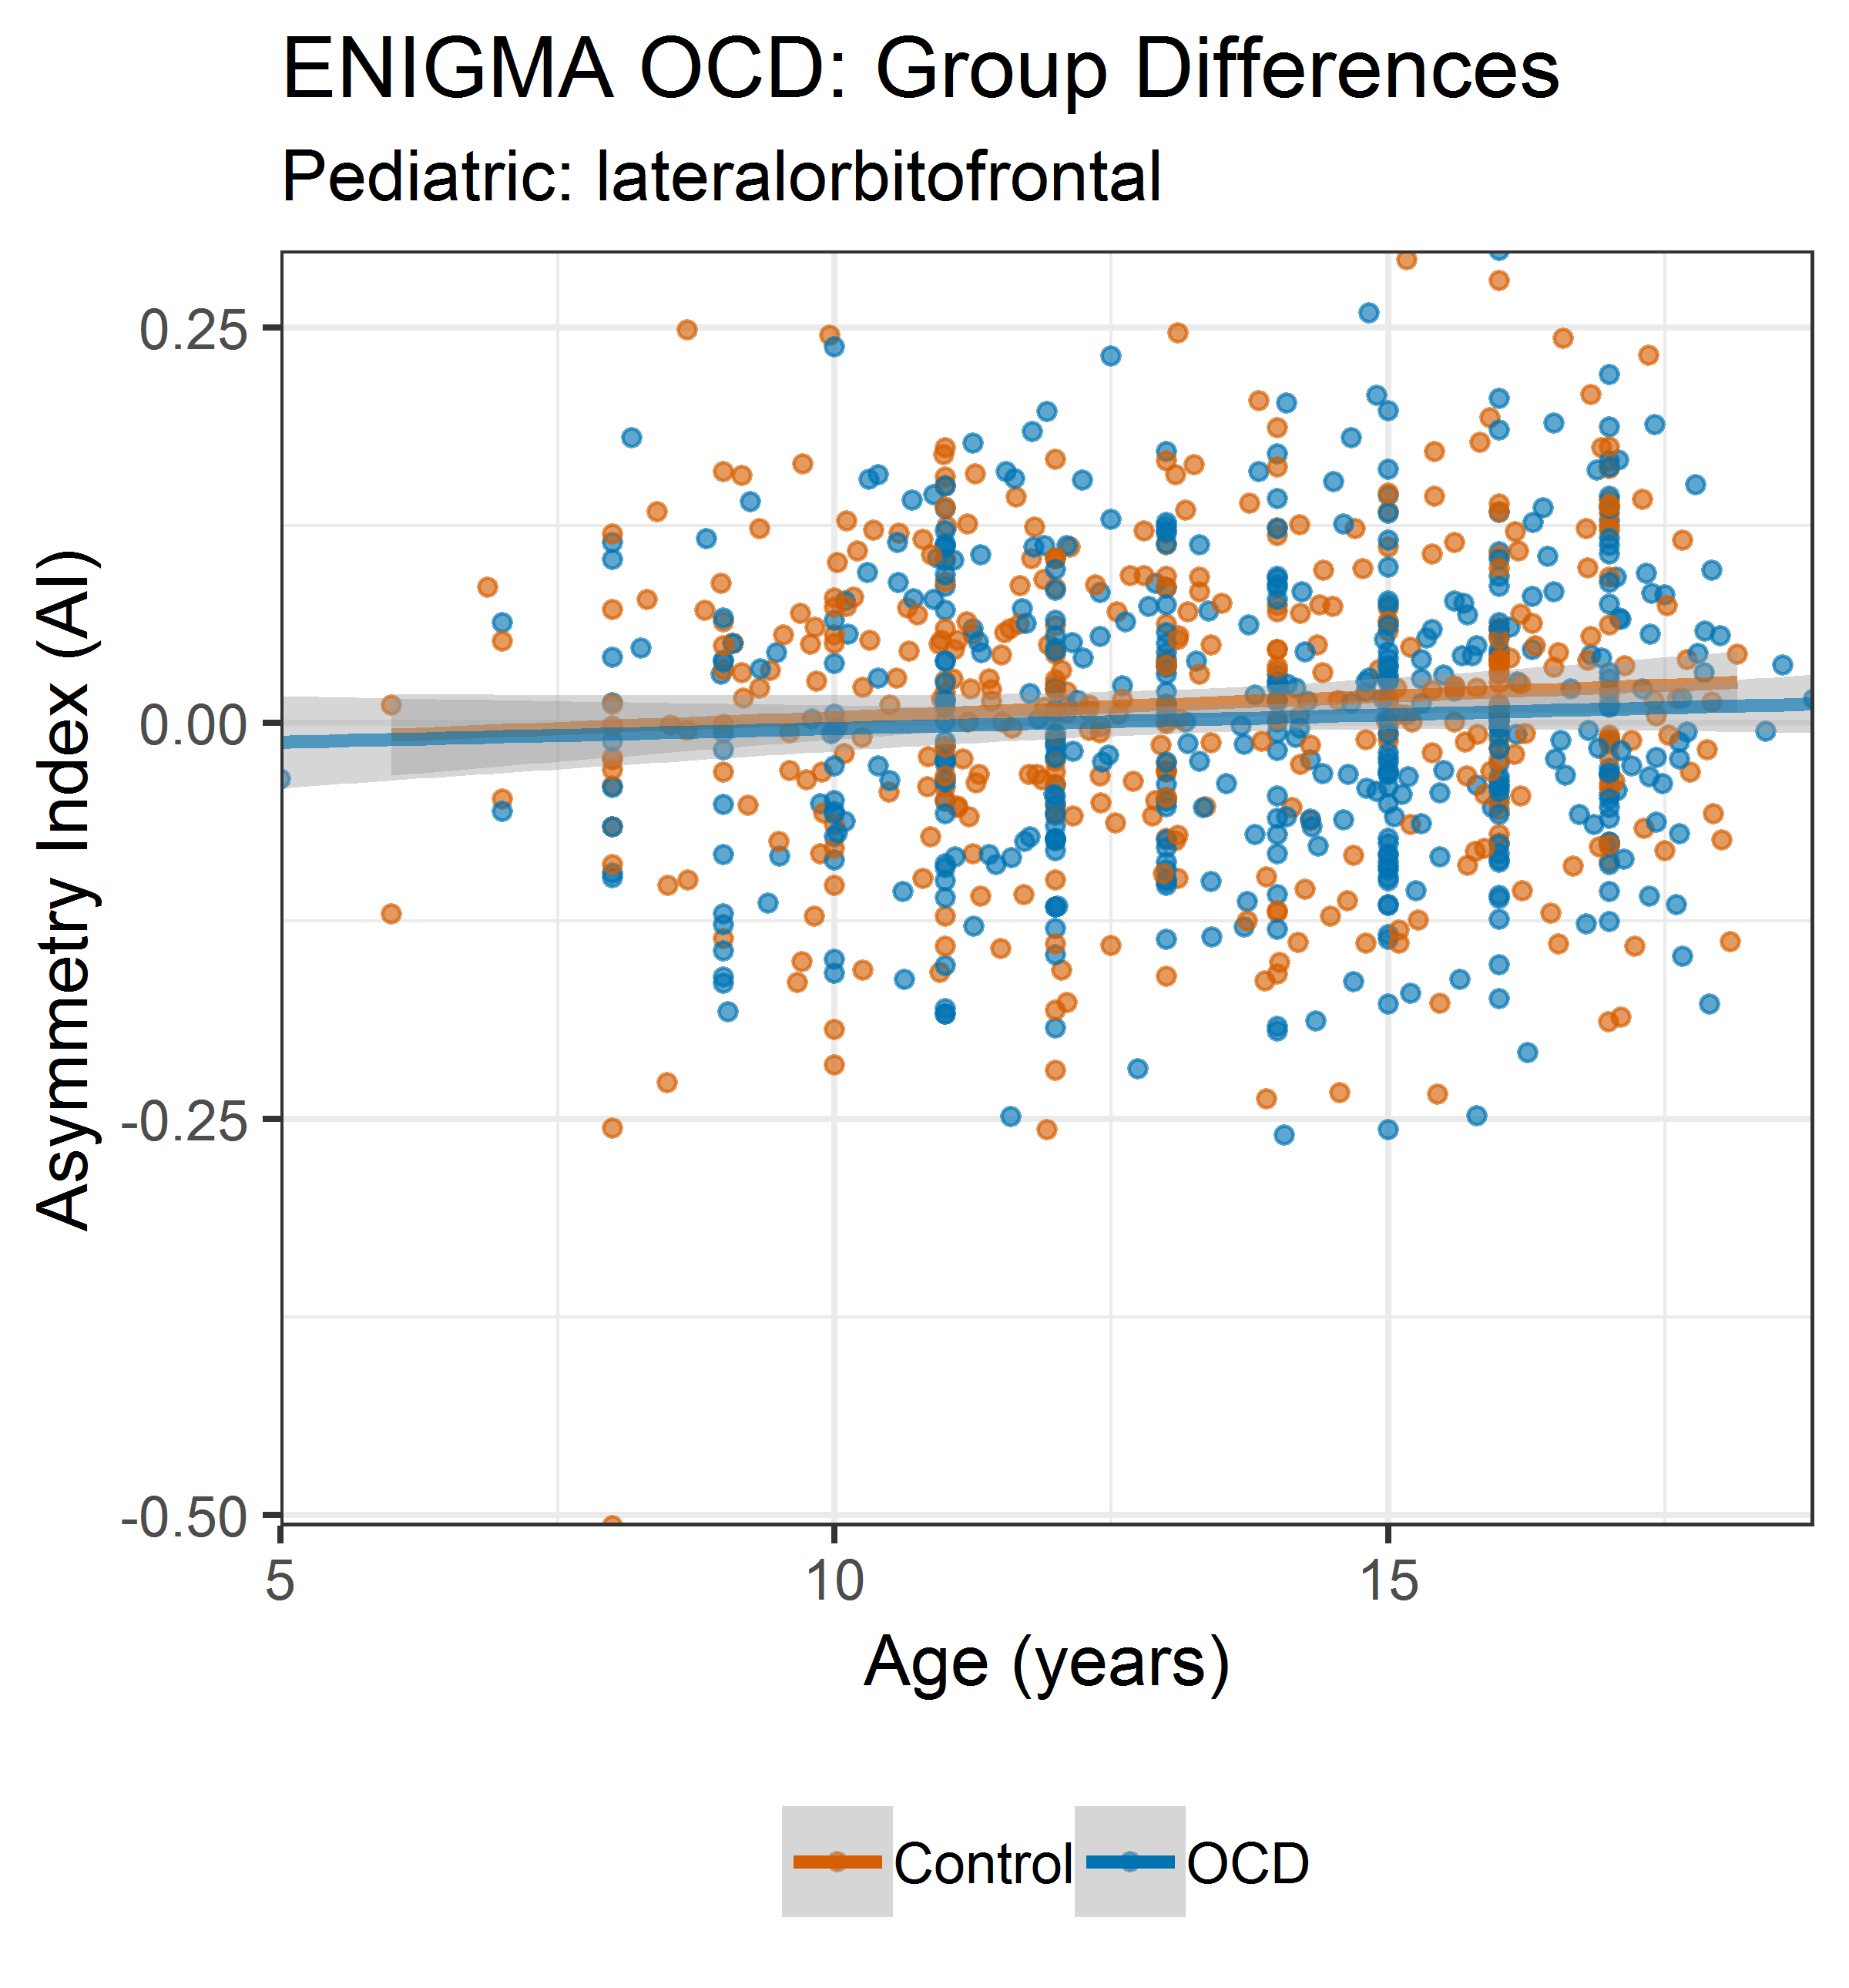 ENIGMA OCD: Group Differences
Pediatric: lateralorbitofrontal
Asymmetry Index (AI)
0.25
0.00
-0.25
-0.50
5 10 15
Age (years)
Control OCD